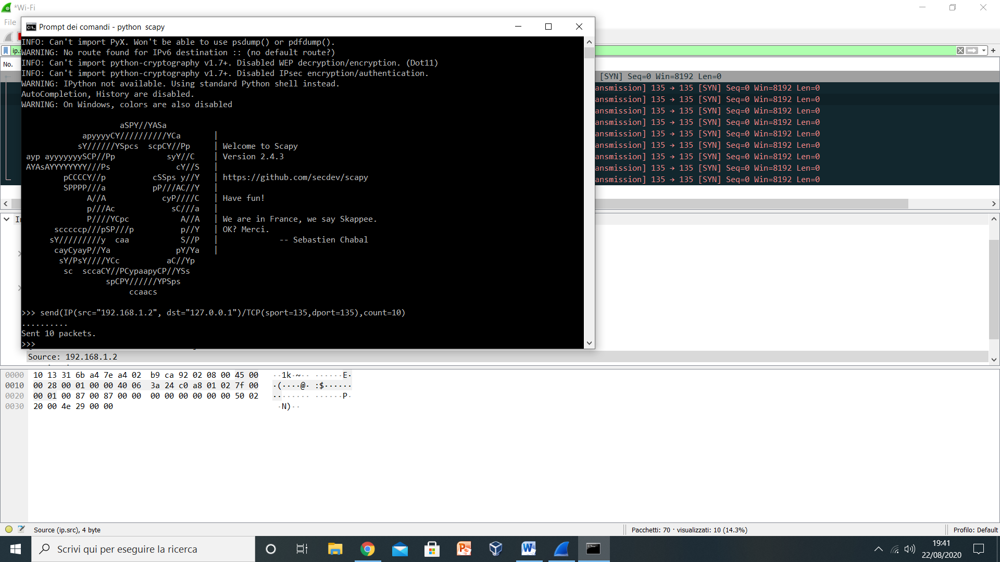 *Wi-Fi
File
Prompt dei comandi - python  scapy
INFO: Can't import PyX. Won't be able to use psdump() or pdfdump().
WARNING: No route found for IPv6 destination :: (no default route?)
INFO: Can't import python-cryptography v1.7+. Disabled WEP decryption/encryption. (Dot11)
INFO: Can't import python-cryptography v1.7+. Disabled IPsec encryption/authentication.
WARNING: IPython not available. Using standard Python shell instead.
AutoCompletion, History are disabled.
WARNING: On Windows, colors are also disabled
                     aSPY//YASa
             apyyyyCY//////////YCa       |
            sY//////YSpcs  scpCY//Pp     | Welcome to Scapy
 ayp ayyyyyyySCP//Pp           syY//C    | Version 2.4.3
 AYAsAYYYYYYYY///Ps              cY//S   |
         pCCCCY//p          cSSps y//Y   | https://github.com/secdev/scapy
         SPPPP///a          pP///AC//Y   |
              A//A            cyP////C   | Have fun!
              p///Ac            sC///a   |
              P////YCpc           A//A   | We are in France, we say Skappee.
       scccccp///pSP///p          p//Y   | OK? Merci.
      sY/////////y  caa           S//P   |             -- Sebastien Chabal
       cayCyayP//Ya              pY/Ya   |
        sY/PsY////YCc          aC//Yp
         sc  sccaCY//PCypaapyCP//YSs
                  spCPY//////YPSps
                       ccaacs
>>> send(IP(src="192.168.1.2", dst="127.0.0.1")/TCP(sport=135,dport=135),count=10)
..........
Sent 10 packets.
>>>
ip.s
No.
[SYN] Seq=0 Win=8192 Len=0
ansmission] 135 → 135 [SYN] Seq=0 Win=8192 Len=0
ansmission] 135 → 135 [SYN] Seq=0 Win=8192 Len=0
ansmission] 135 → 135 [SYN] Seq=0 Win=8192 Len=0
ansmission] 135 → 135 [SYN] Seq=0 Win=8192 Len=0
ansmission] 135 → 135 [SYN] Seq=0 Win=8192 Len=0
ansmission] 135 → 135 [SYN] Seq=0 Win=8192 Len=0
ansmission] 135 → 135 [SYN] Seq=0 Win=8192 Len=0
ansmission] 135 → 135 [SYN] Seq=0 Win=8192 Len=0
ansmission] 135 → 135 [SYN] Seq=0 Win=8192 Len=0
Source: 192.168.1.2
0000 10 13 31 6b a4 7e a4 02  b9 ca 92 02 08 00 45 00 ··1k·~·· ······E·
0010 00 28 00 01 00 00 40 06  3a 24 c0 a8 01 02 7f 00 ·(····@· :$······
0020 00 01 00 87 00 87 00 00  00 00 00 00 00 00 50 02 ········ ······P·
0030 20 00 4e 29 00 00 ·N)··
Source (ip.src), 4 byte
Pacchetti: 70 · visualizzati: 10 (14.3%)
Profilo: Default
Scrivi qui per eseguire la ricerca
19:41
22/08/2020